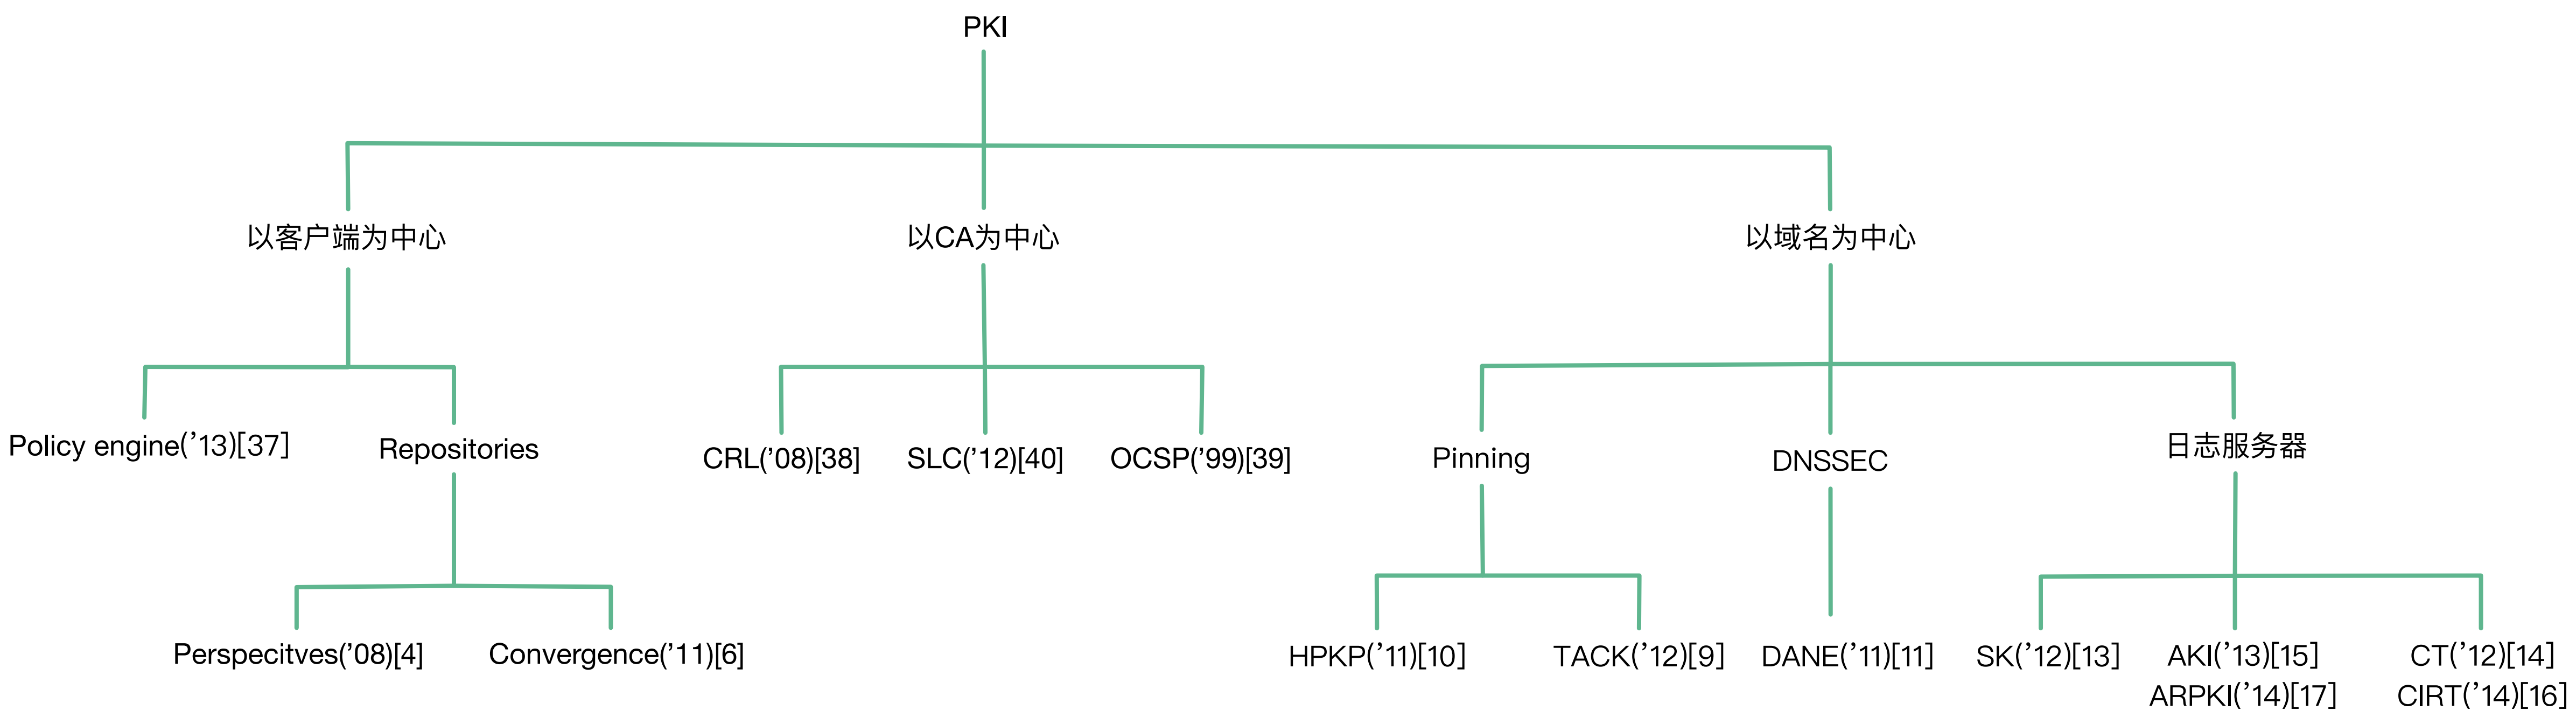 PKI
以客户端为中心
以CA为中心
以域名为中心
Policy engine(’13)[37]
Repositories
CRL(’08)[38]
SLC(’12)[40]
OCSP(’99)[39]
Pinning
DNSSEC
日志服务器
Perspecitves(’08)[4]
Convergence(’11)[6]
HPKP(’11)[10]
TACK(’12)[9]
DANE(’11)[11]
SK(’12)[13]
AKI(’13)[15]
ARPKI(’14)[17]
CT(’12)[14]
CIRT(’14)[16]